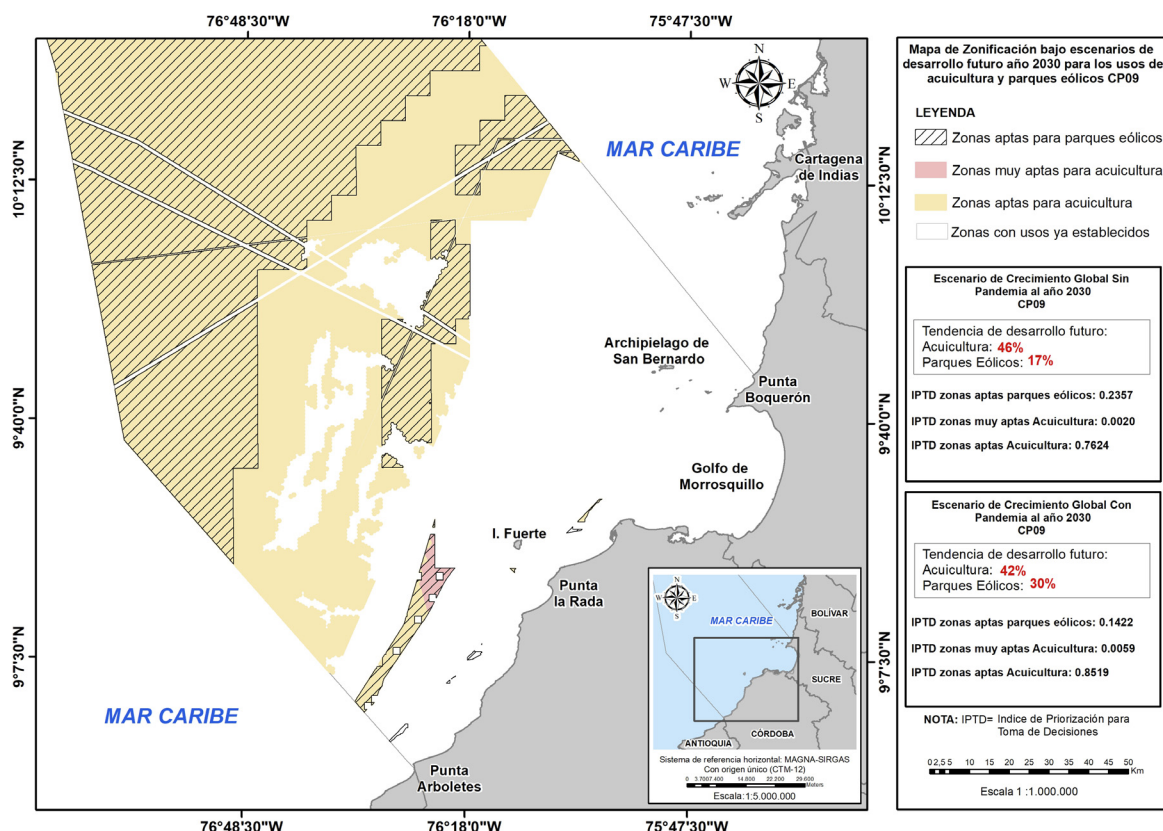 76°48'30"W
76°18'0"W
75°47'30"W
10°12'30"N
9°40'0"N
9°7'30"N
10°12'30"N
9°40'0"N
9°7'30"N
76°48'30"W
76°18'0"W
75°47'30"W
N
W
E
S
MAR CARIBE
Cartagena
de Indias
Archipielago de
San Bernardo
Punta
Boquerón
Golfo de
Morrosquillo
I. Fuerte
Punta
la Rada
MAR CARIBE
Punta
Arboletes
N
W
E
S
MAR CARIBE
BOLÍVAR
SUCRE
CÓRDOBA
ANTIOQUIA
Sistema de referencia horizontal: MAGNA-SIRGAS
Con origen único (CTM-12)
0 3.7007.400 14.800 22.200 29.600
Meters
Escala:1:5.000.000
Mapa de Zonificación bajo escenarios de
desarrollo futuro año 2030 para los usos de
acuicultura y parques eólicos CP09
LEYENDA
Zonas aptas para parques eólicos
Zonas muy aptas para acuicultura
Zonas aptas para acuicultura
Zonas con usos ya establecidos
Escenario de Crecimiento Global Sin
Pandemia al año 2030
CP09
Tendencia de desarrollo futuro:
Acuicultura: 46%
Parques Eólicos: 17%
IPTD zonas aptas parques eólicos: 0.2357
IPTD zonas muy aptas Acuicultura: 0.0020
IPTD zonas aptas Acuicultura: 0.7624
Escenario de Crecimiento Global Con
Pandemia al año 2030
CP09
Tendencia de desarrollo futuro:
Acuicultura: 42%
Parques Eólicos: 30%
IPTD zonas aptas parques eólicos: 0.1422
IPTD zonas muy aptas Acuicultura: 0.0059
IPTD zonas aptas Acuicultura: 0.8519
NOTA: IPTD= Indice de Priorización para
Toma de Decisiones
0 2,5 5 10 15 20 25 30 35 40 45 50
Km
Escala 1 :1.000.000